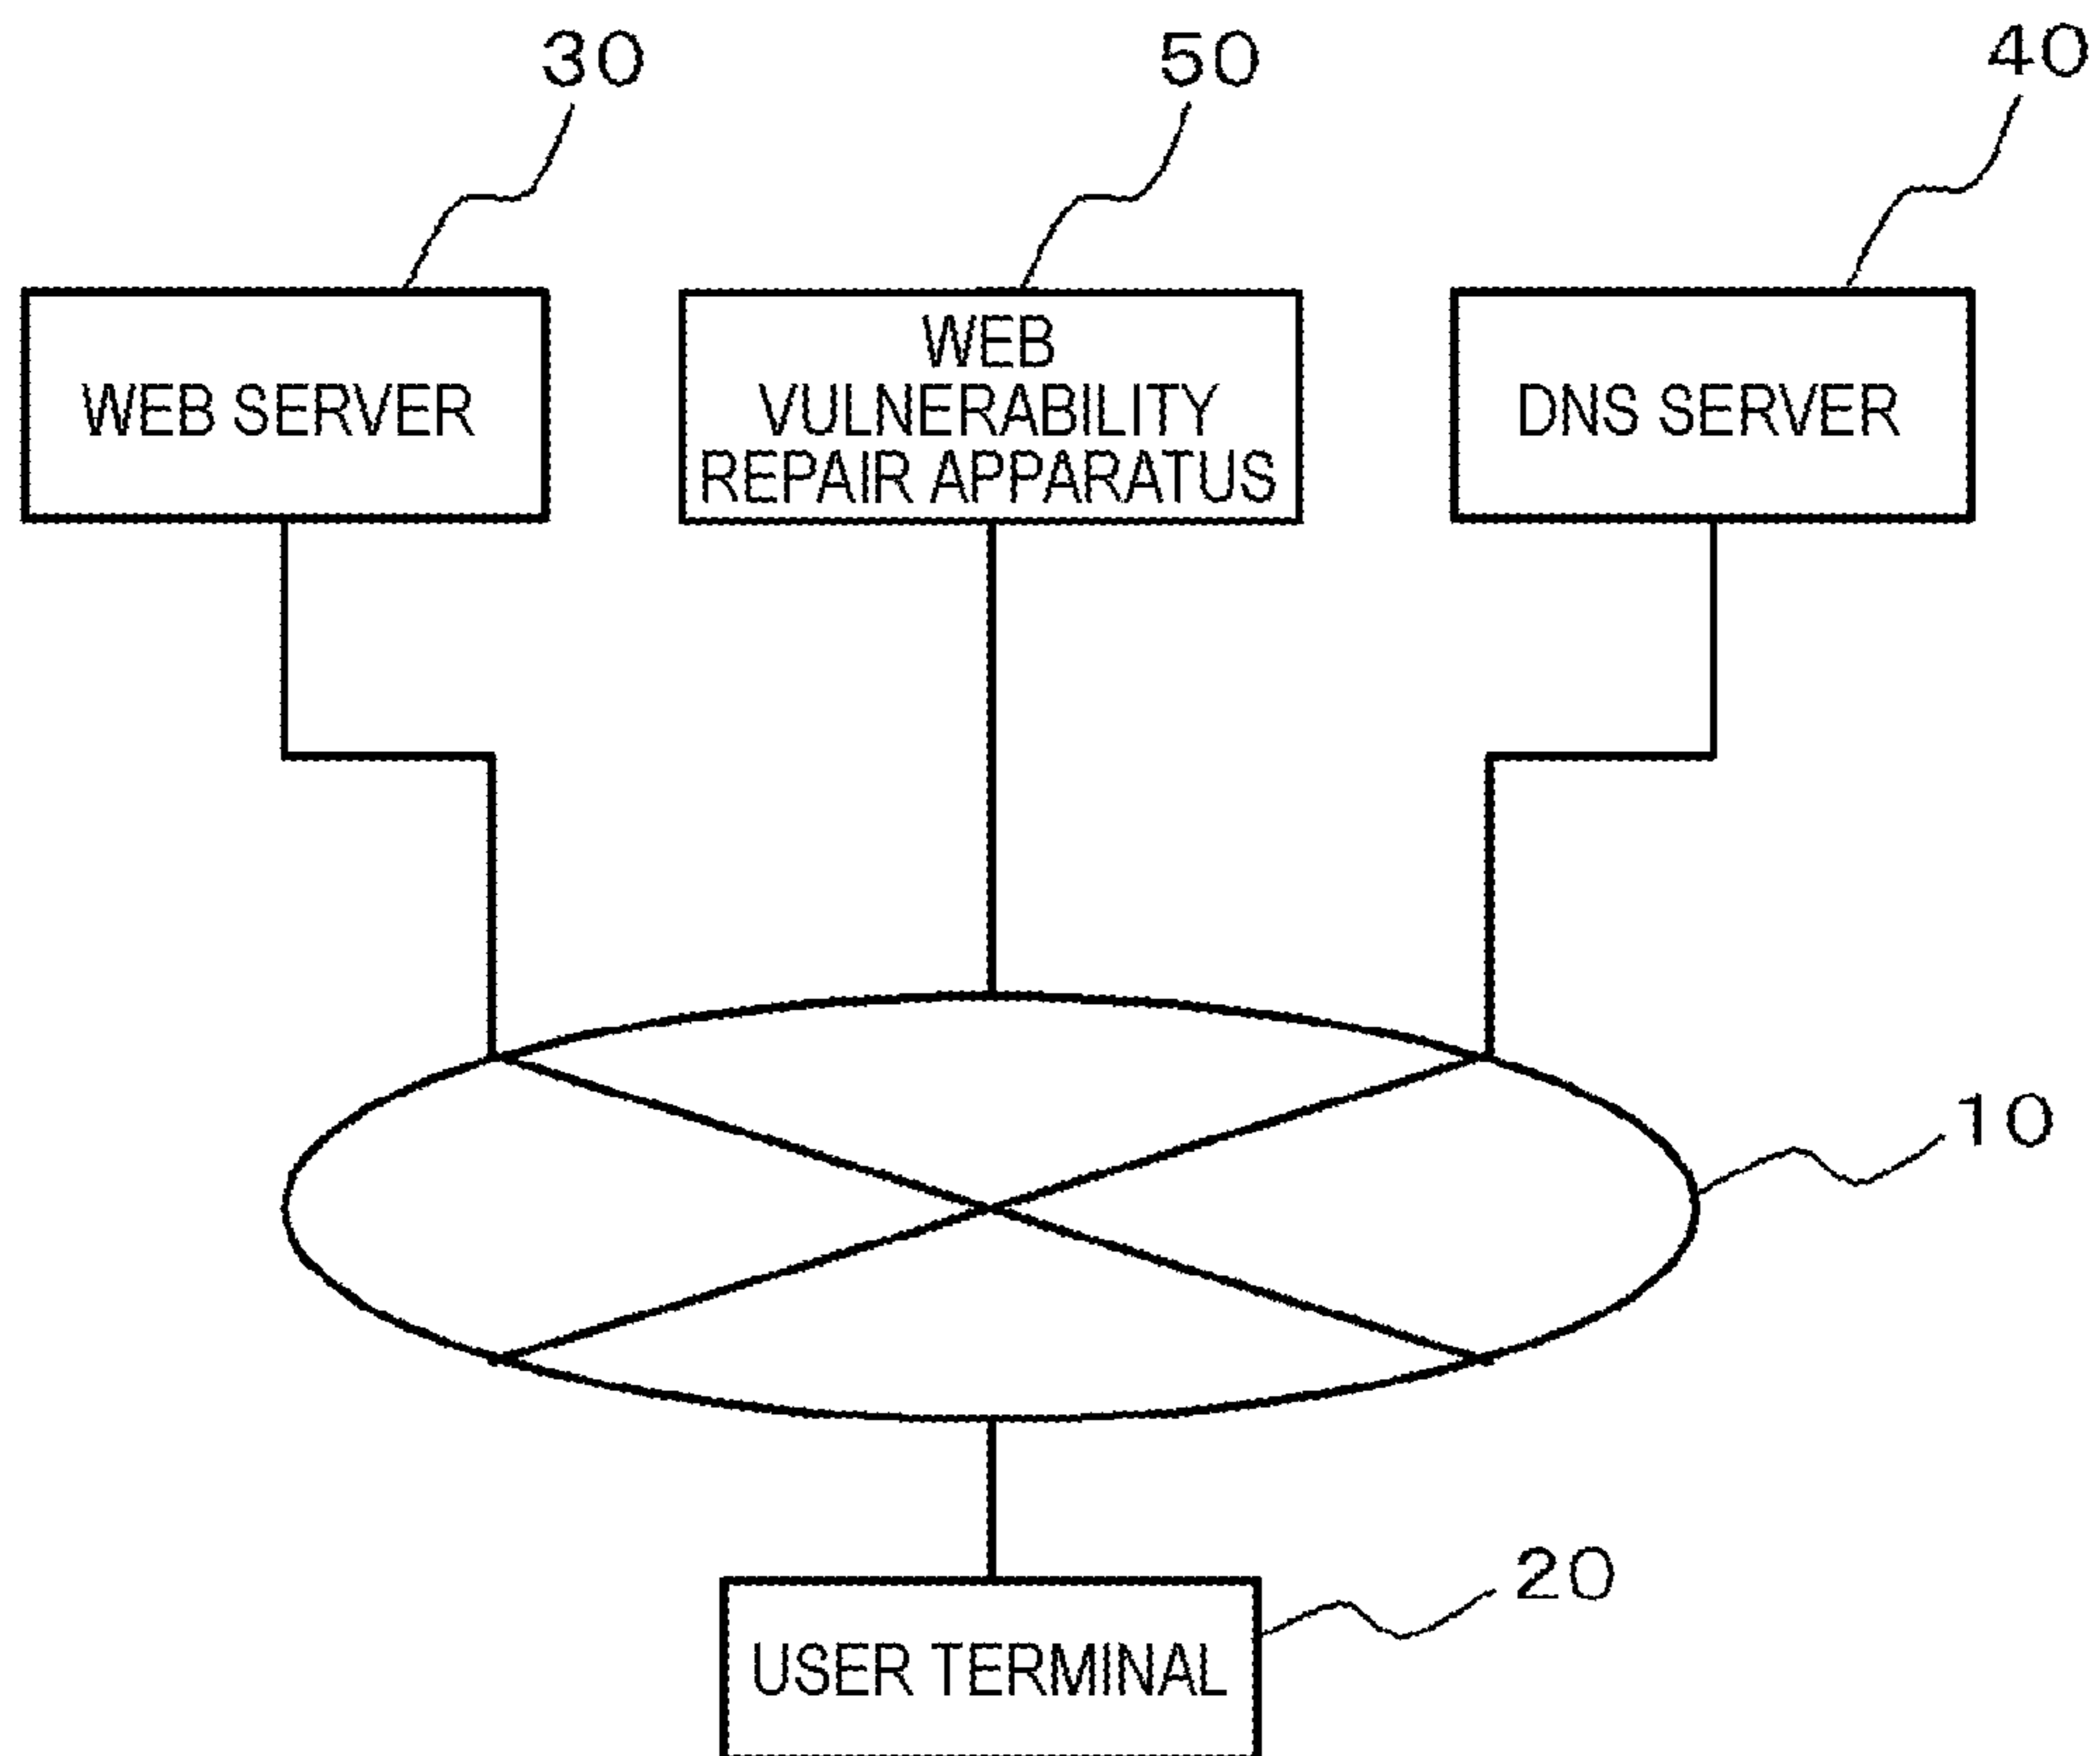 30
50
40
WEB SERVER
WEB
VULNERABILITY
REPAIR APPARATUS
DNS SERVER
10
20
USER TERMINAL